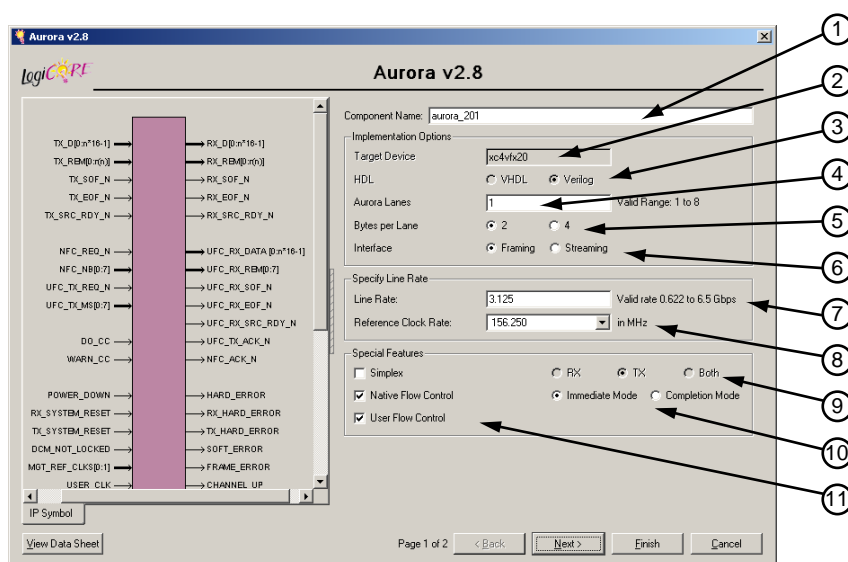 Aurora v2.8
LogiCORE
Aurora v2.8
TX_D[0:n*16-1]
TX_REM[0:r(n)]
TX_SOF_N
TX_EOF_N
TX_SRC_RDY_N
NFC_REQ_N
NFC_NB[0:7]
UFC_TX_REQ_N
UFC_TX_MS[0:7]
DO_CC
WARN_CC
POWER_DOWN
RX_SYSTEM_RESET
TX_SYSTEM_RESET
DCM_NOT_LOCKED
MGT_REF_CLKS[0:1]
USER CLK
RX_D[0:n*16-1]
RX_REM[0:r(n)]
RX_SOF_N
RX_EOF_N
RX_SRC_RDY_N
UFC_RX_DATA [0:n*16-1]
UFC_RX_REM[0:7]
UFC_RX_SOF_N
UFC_RX_EOF_N
UFC_RX_SRC_RDY_N
UFC_TX_ACK_N
NFC_ACK_N
HARD_ERROR
RX_HARD_ERROR
TX_HARD_ERROR
SOFT_ERROR
FRAME_ERROR
CHANNEL UP
IP Symbol
Component Name: aurora_201
Implementation Options
Target Device xc4vfx20
HDL VHDL Verilog
Aurora Lanes 1 Valid Range: 1 to 8
Bytes per Lane 2 4
Interface Framing Streaming
Specify Line Rate
Line Rate: 3.125 Valid rate 0.622 to 6.5 Gbps
Reference Clock Rate: 156.250 in MHz
Special Features
Simplex RX TX Both
Native Flow Control Immediate Mode Completion Mode
User Flow Control
View Data Sheet
Page 1 of 2 < Back Next > Finish Cancel
1
2
3
4
5
6
7
8
9
10
11